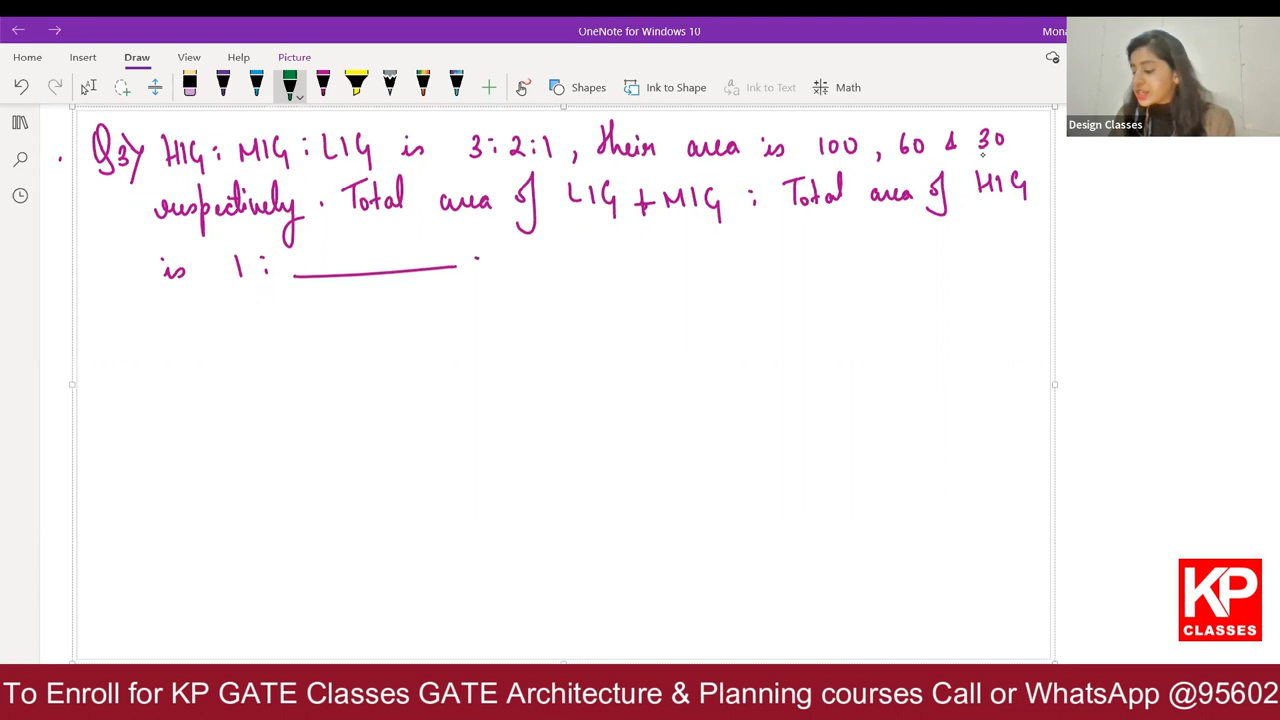 OneNote for Windows 10
Mona
Home Insert Draw View Help Picture
Shapes Ink to Shape Ink to Text Math
Design Classes
Q3) HIG : MIG : LIG is 3:2:1, their area is 100, 60 & 30
respectively. Total area of LIG + MIG : Total area of HIG
is 1: ______ .
KP
CLASSES
To Enroll for KP GATE Classes GATE Architecture & Planning courses Call or WhatsApp @95602